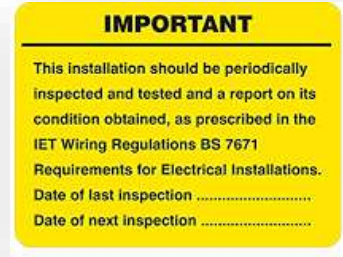 IMPORTANT
This installation should be periodically
inspected and tested and a report on its
condition obtained, as prescribed in the
IET Wiring Regulations BS 7671
Requirements for Electrical Installations.
Date of last inspection ...........................
Date of next inspection ..........................